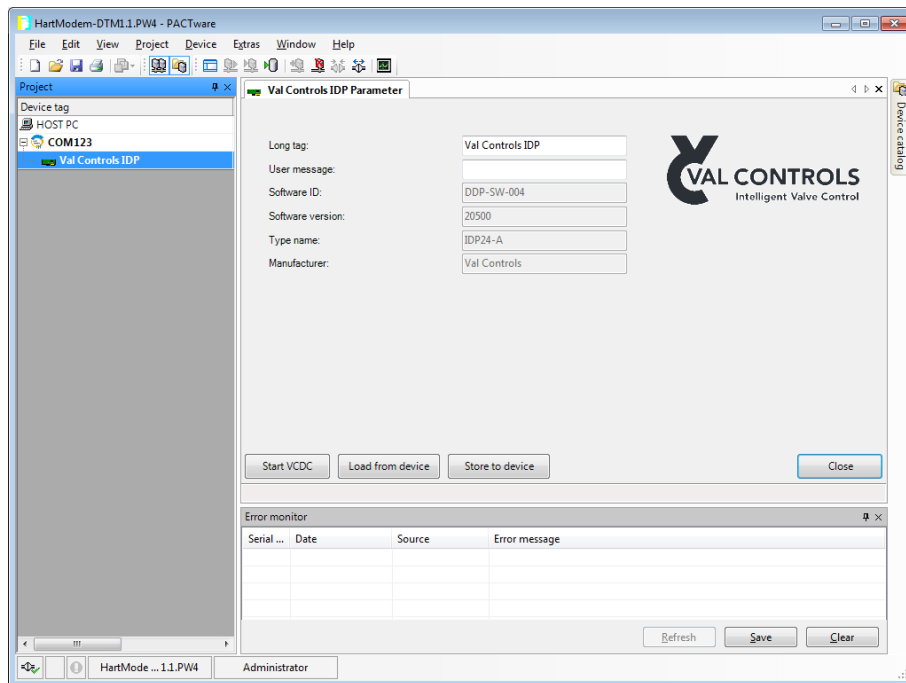 HartModem-DTM1.1.PW4 - PACTware
File Edit View Project Device Extras Window Help
Project
Device tag
HOST PC
COM123
Val Controls IDP
Val Controls IDP Parameter
Long tag: Val Controls IDP
User message:
Software ID: DDP-SW-004
Software version: 20500
Type name: IDP24-A
Manufacturer: Val Controls
VAL CONTROLS
Intelligent Valve Control
Start VCDC Load from device Store to device Close
Error monitor
Serial ... Date Source Error message
Refresh Save Clear
HartMode ... 1.1.PW4 Administrator
Device catalog